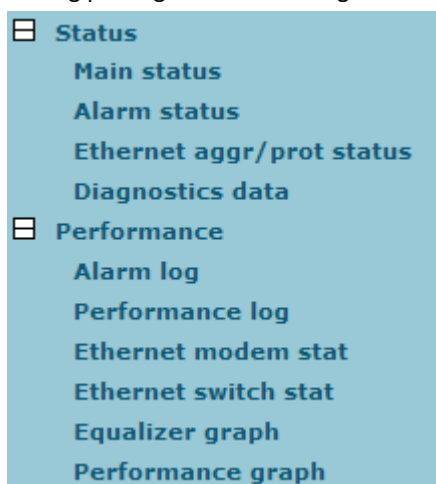 Status
Main status
Alarm status
Ethernet aggr/prot status
Diagnostics data
Performance
Alarm log
Performance log
Ethernet modem stat
Ethernet switch stat
Equalizer graph
Performance graph